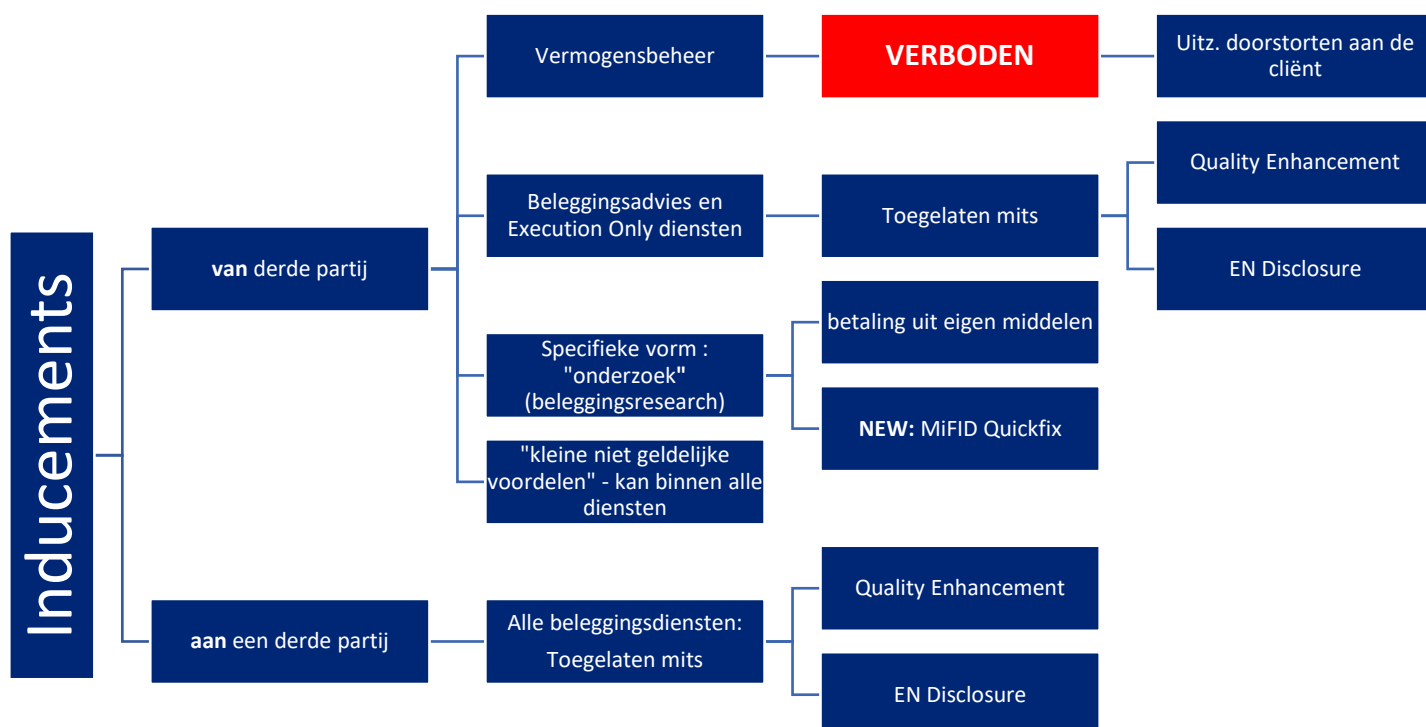 Inducements
van derde partij
Vermogensbeheer
VERBODEN
Uitz. doorstorten aan de
cliënt
Beleggingsadvies en
Execution Only diensten
Toegelaten mits
Quality Enhancement
EN Disclosure
Specifieke vorm :
"onderzoek"
(beleggingsresearch)
betaling uit eigen middelen
NEW: MiFID Quickfix
"kleine niet geldelijke
voordelen" - kan binnen alle
diensten
aan een derde partij
Alle beleggingsdiensten:
Toegelaten mits
Quality Enhancement
EN Disclosure